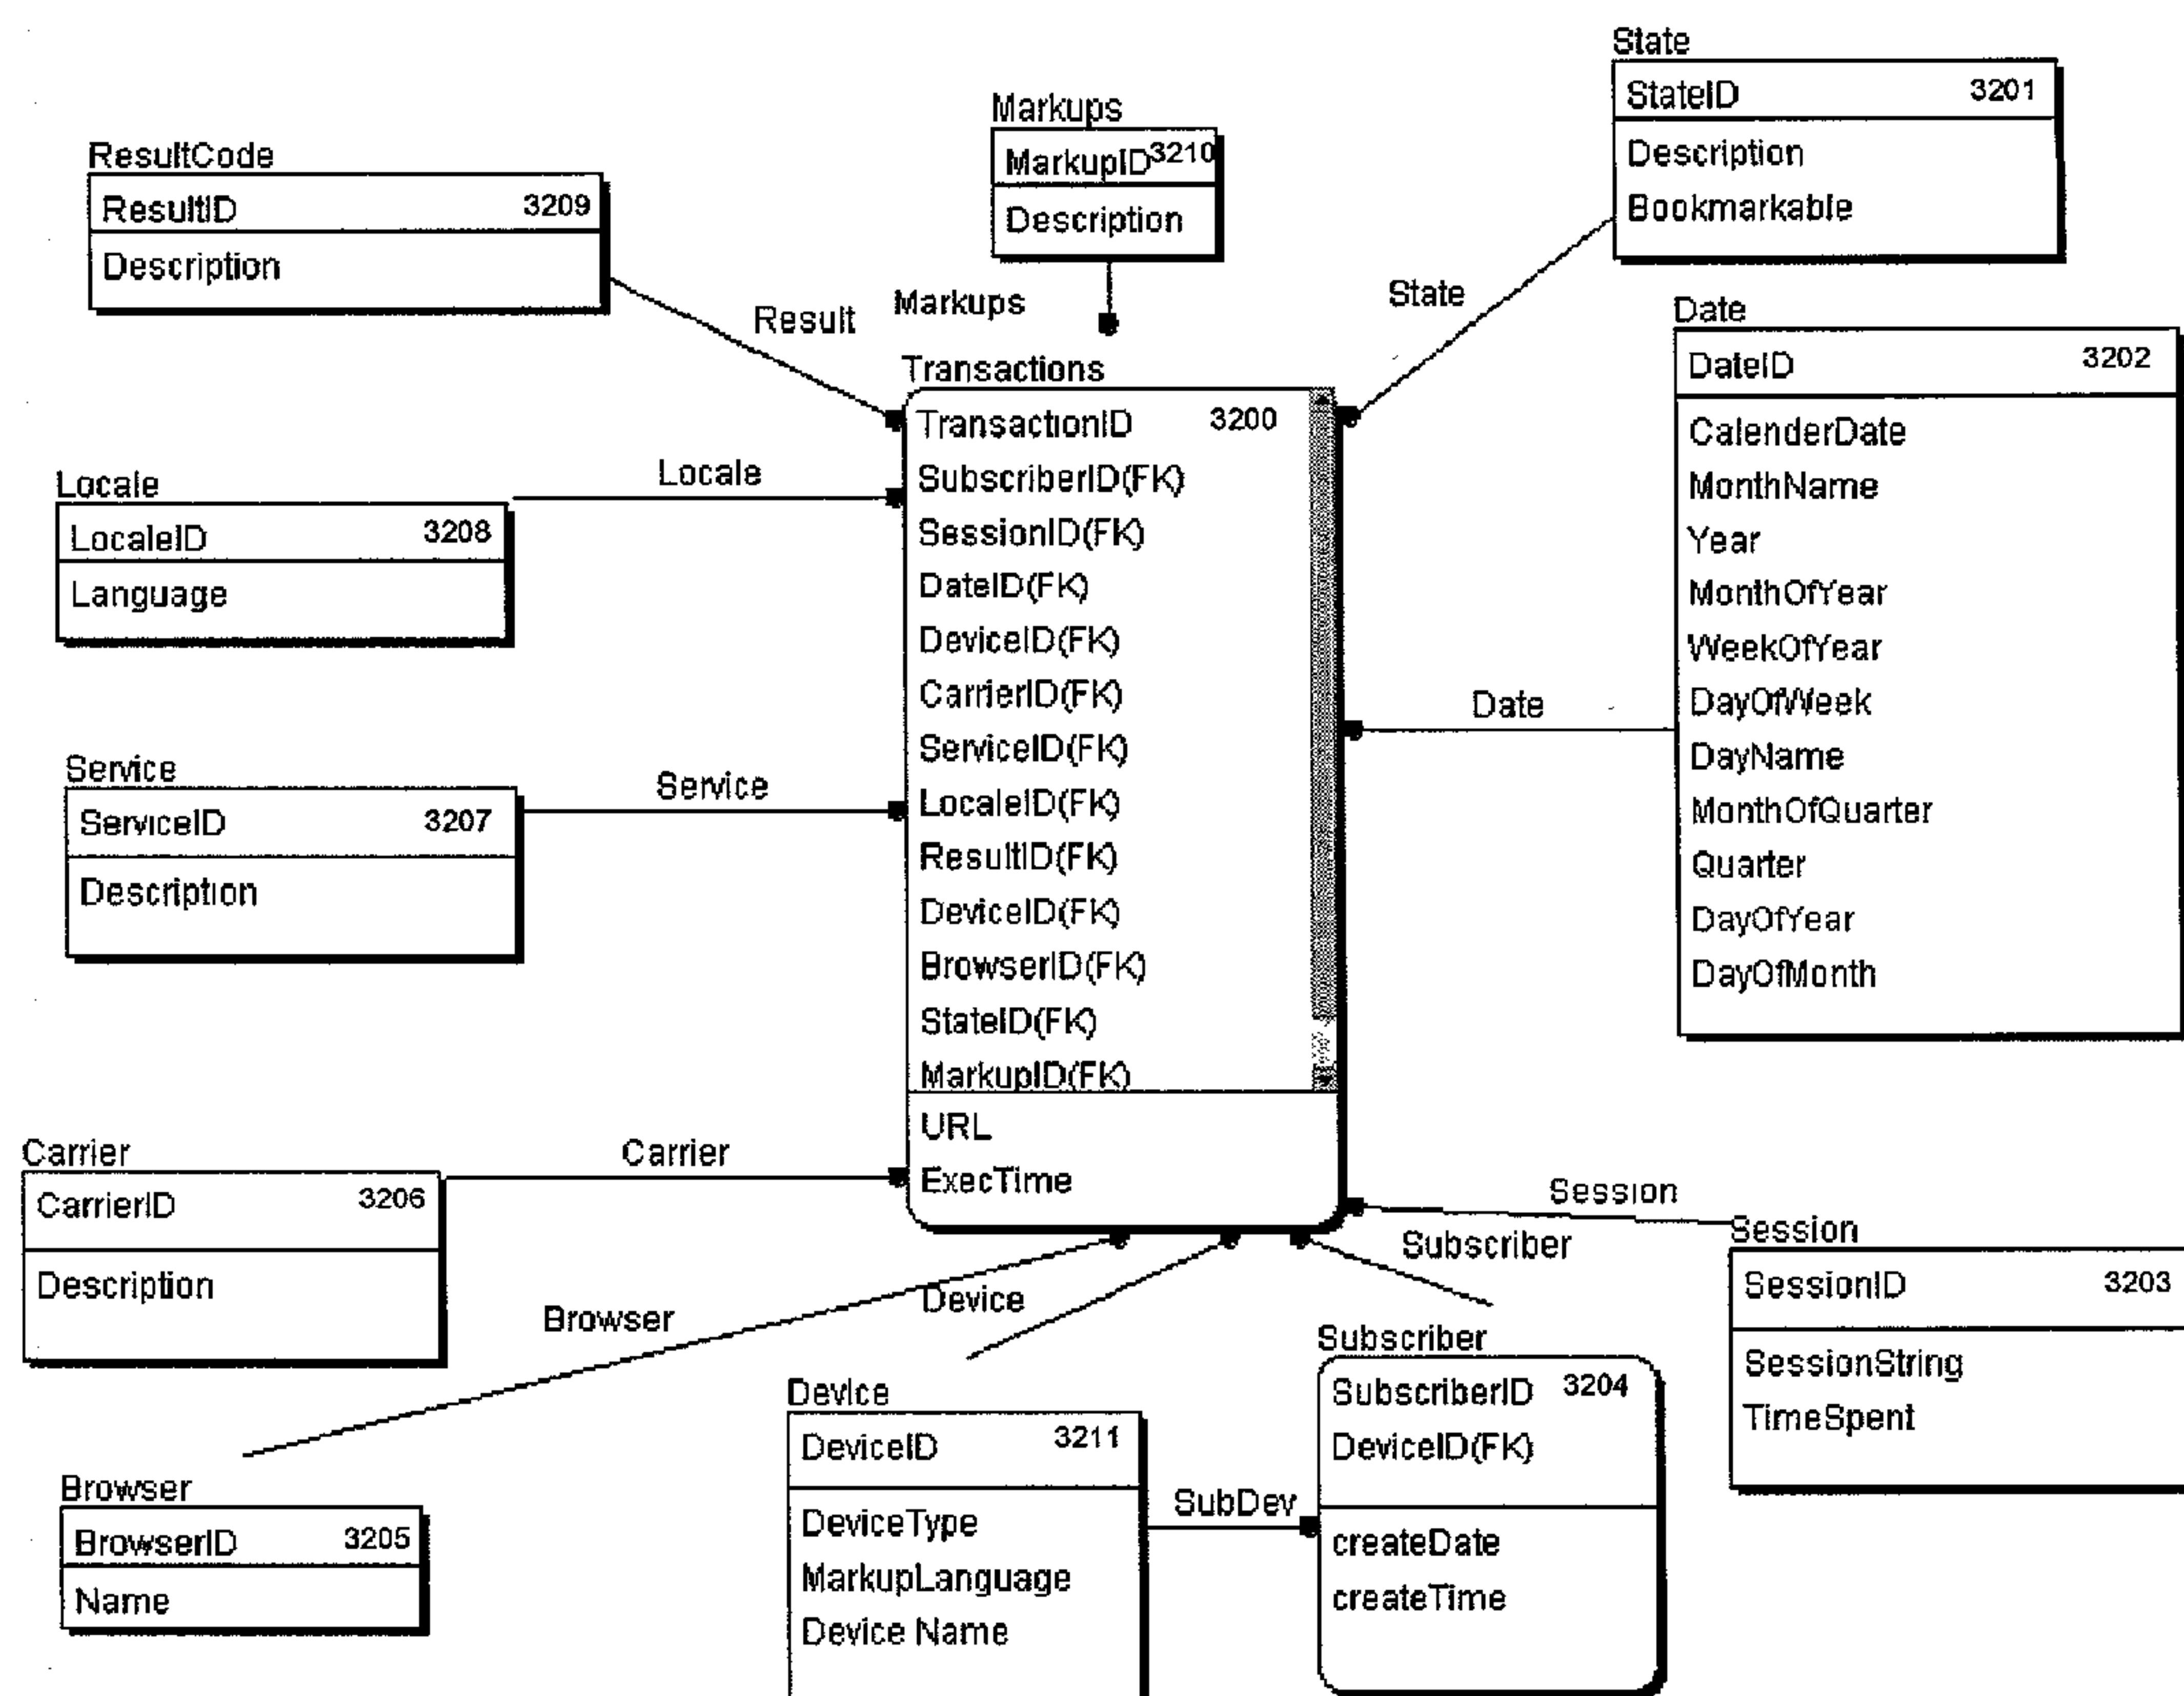 State
StateID 3201
Description
Bookmarkable
Markups
MarkupID 3210
Description
ResultCode
ResultID 3209
Description
Result
Markups
State
Date
DateID 3202
CalenderDate
MonthName
Year
MonthOfYear
WeekOfYear
DayOfWeek
DayName
MonthOfQuarter
Quarter
DayOfYear
DayOfMonth
Transactions
TransactionID 3200
SubscriberID(FK)
SessionID(FK)
DateID(FK)
DeviceID(FK)
CarrierID(FK)
ServiceID(FK)
LocaleID(FK)
ResultID(FK)
DeviceID(FK)
BrowserID(FK)
StateID(FK)
MarkupID(FK)
URL
ExecTime
Locale
Locale
LocaleID 3208
Language
Date
Service
Service
ServiceID 3207
Description
Carrier
Carrier
CarrierID 3206
Description
Session
Session
SessionID 3203
SessionString
TimeSpent
Subscriber
Device
Browser
Subscriber
SubscriberID 3204
DeviceID(FK)
createDate
createTime
Device
DeviceID 3211
DeviceType
MarkupLanguage
Device Name
SubDev
Browser
BrowserID 3205
Name